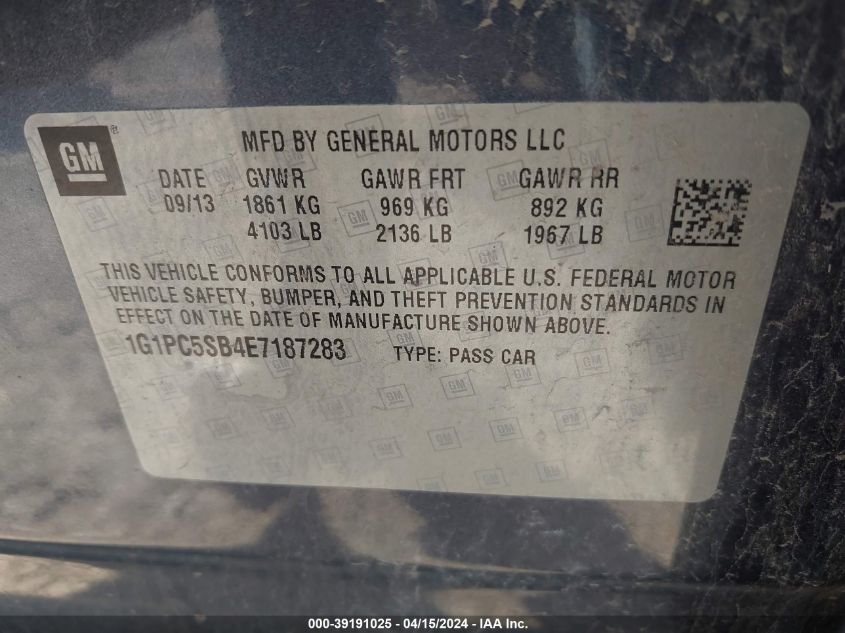 GM
MFD BY GENERAL MOTORS LLC
DATE GVWR GAWR FRT GAWR RR
09/13 1861 KG 969 KG 892 KG
4103 LB 2136 LB 1967 LB
THIS VEHICLE CONFORMS TO ALL APPLICABLE U.S. FEDERAL MOTOR
VEHICLE SAFETY, BUMPER, AND THEFT PREVENTION STANDARDS IN
EFFECT ON THE DATE OF MANUFACTURE SHOWN ABOVE.
1G1PC5SB4E7187283 TYPE: PASS CAR
000-39191025 - 04/15/2024 - IAA Inc.